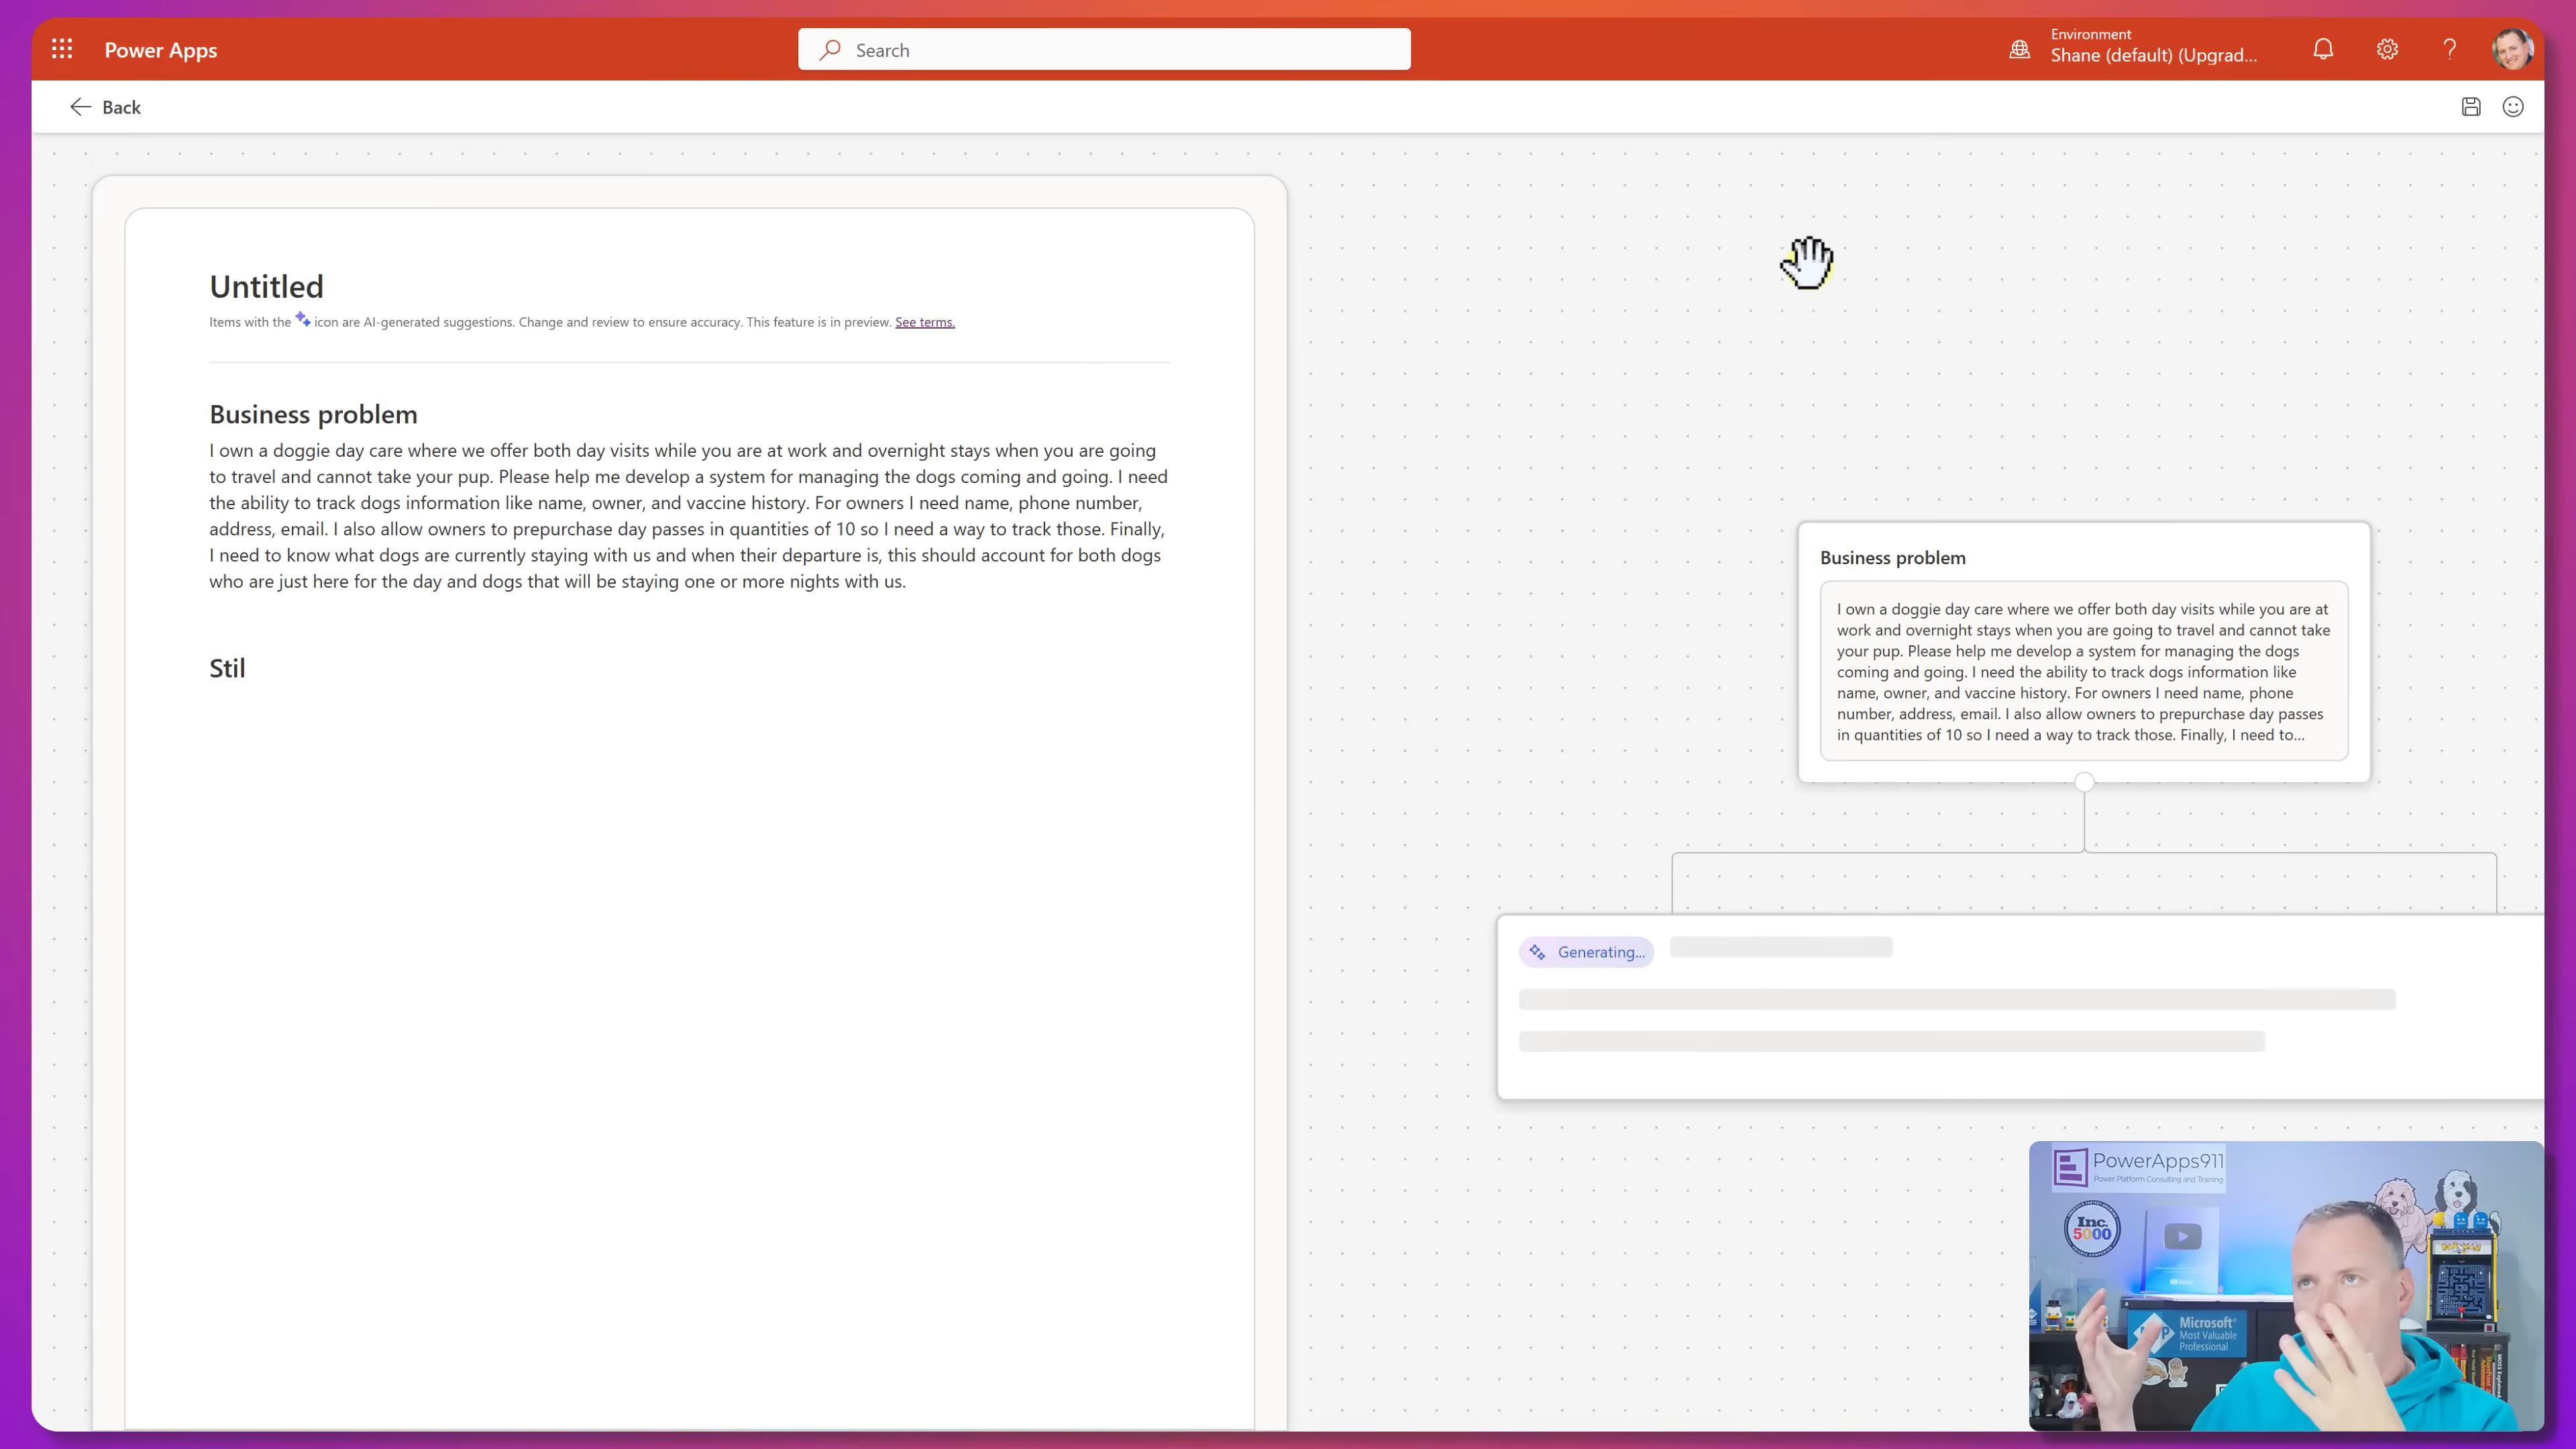 Power Apps
Search
Environment
Shane (default) (Upgrad...
Back
Untitled
Items with the icon are AI-generated suggestions. Change and review to ensure accuracy. This feature is in preview. See terms.
Business problem
I own a doggie day care where we offer both day visits while you are at work and overnight stays when you are going
to travel and cannot take your pup. Please help me develop a system for managing the dogs coming and going. I need
the ability to track dogs information like name, owner, and vaccine history. For owners I need name, phone number,
address, email. I also allow owners to prepurchase day passes in quantities of 10 so I need a way to track those. Finally,
I need to know what dogs are currently staying with us and when their departure is, this should account for both dogs
who are just here for the day and dogs that will be staying one or more nights with us.
Stil
Business problem
I own a doggie day care where we offer both day visits while you are at
work and overnight stays when you are going to travel and cannot take
your pup. Please help me develop a system for managing the dogs
coming and going. I need the ability to track dogs information like
name, owner, and vaccine history. For owners I need name, phone
number, address, email. I also allow owners to prepurchase day passes
in quantities of 10 so I need a way to track those. Finally, I need to...
Generating...
PowerApps911
Power Platform Consulting and Training
Inc.
5000
Microsoft
Most Valuable
Professional